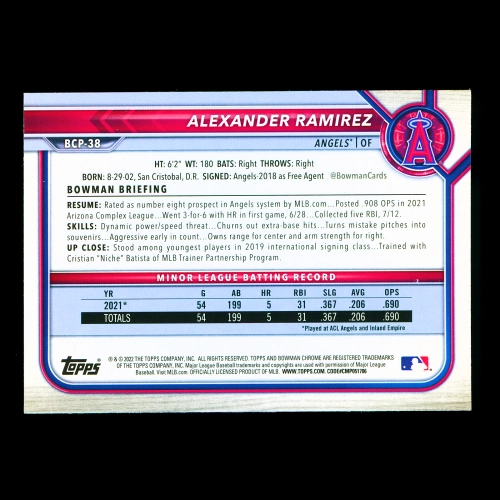 ALEXANDER RAMIREZ
BCP-38
ANGELS | OF
A
HT: 6'2" WT: 180 BATS: Right THROWS: Right
BORN: 8-29-02, San Cristobal, D.R. SIGNED: Angels-2018 as Free Agent @BowmanCards
BOWMAN BRIEFING
RESUME: Rated as number eight prospect in Angels system by MLB.com...Posted .908 OPS in 2021
Arizona Complex League...Went 3-for-6 with HR in first game, 6/28...Collected five RBI, 7/12.
SKILLS: Dynamic power/speed threat...Churns out extra-base hits...Turns mistake pitches into
souvenirs...Aggressive early in count...Owns range for center and arm strength for right.
UP CLOSE: Stood among youngest players in 2019 international signing class...Trained with
Cristian "Niche" Batista of MLB Trainer Partnership Program.
MINOR LEAGUE BATTING RECORD
YR G AB HR RBI SLG AVG OPS
2021* 54 199 5 31 .367 .206 .690
TOTALS 54 199 5 31 .367 .206 .690
*Played at ACL Angels and Inland Empire
Topps
® & © 2022 THE TOPPS COMPANY, INC. ALL RIGHTS RESERVED. TOPPS AND BOWMAN CHROME ARE REGISTERED TRADEMARKS
OF THE TOPPS COMPANY, INC. Major League Baseball trademarks and copyrights are used with permission of Major League
Baseball. Visit MLB.com. OFFICIALLY LICENSED PRODUCT OF MLB. WWW.TOPPS.COM. CODE#CMP051706